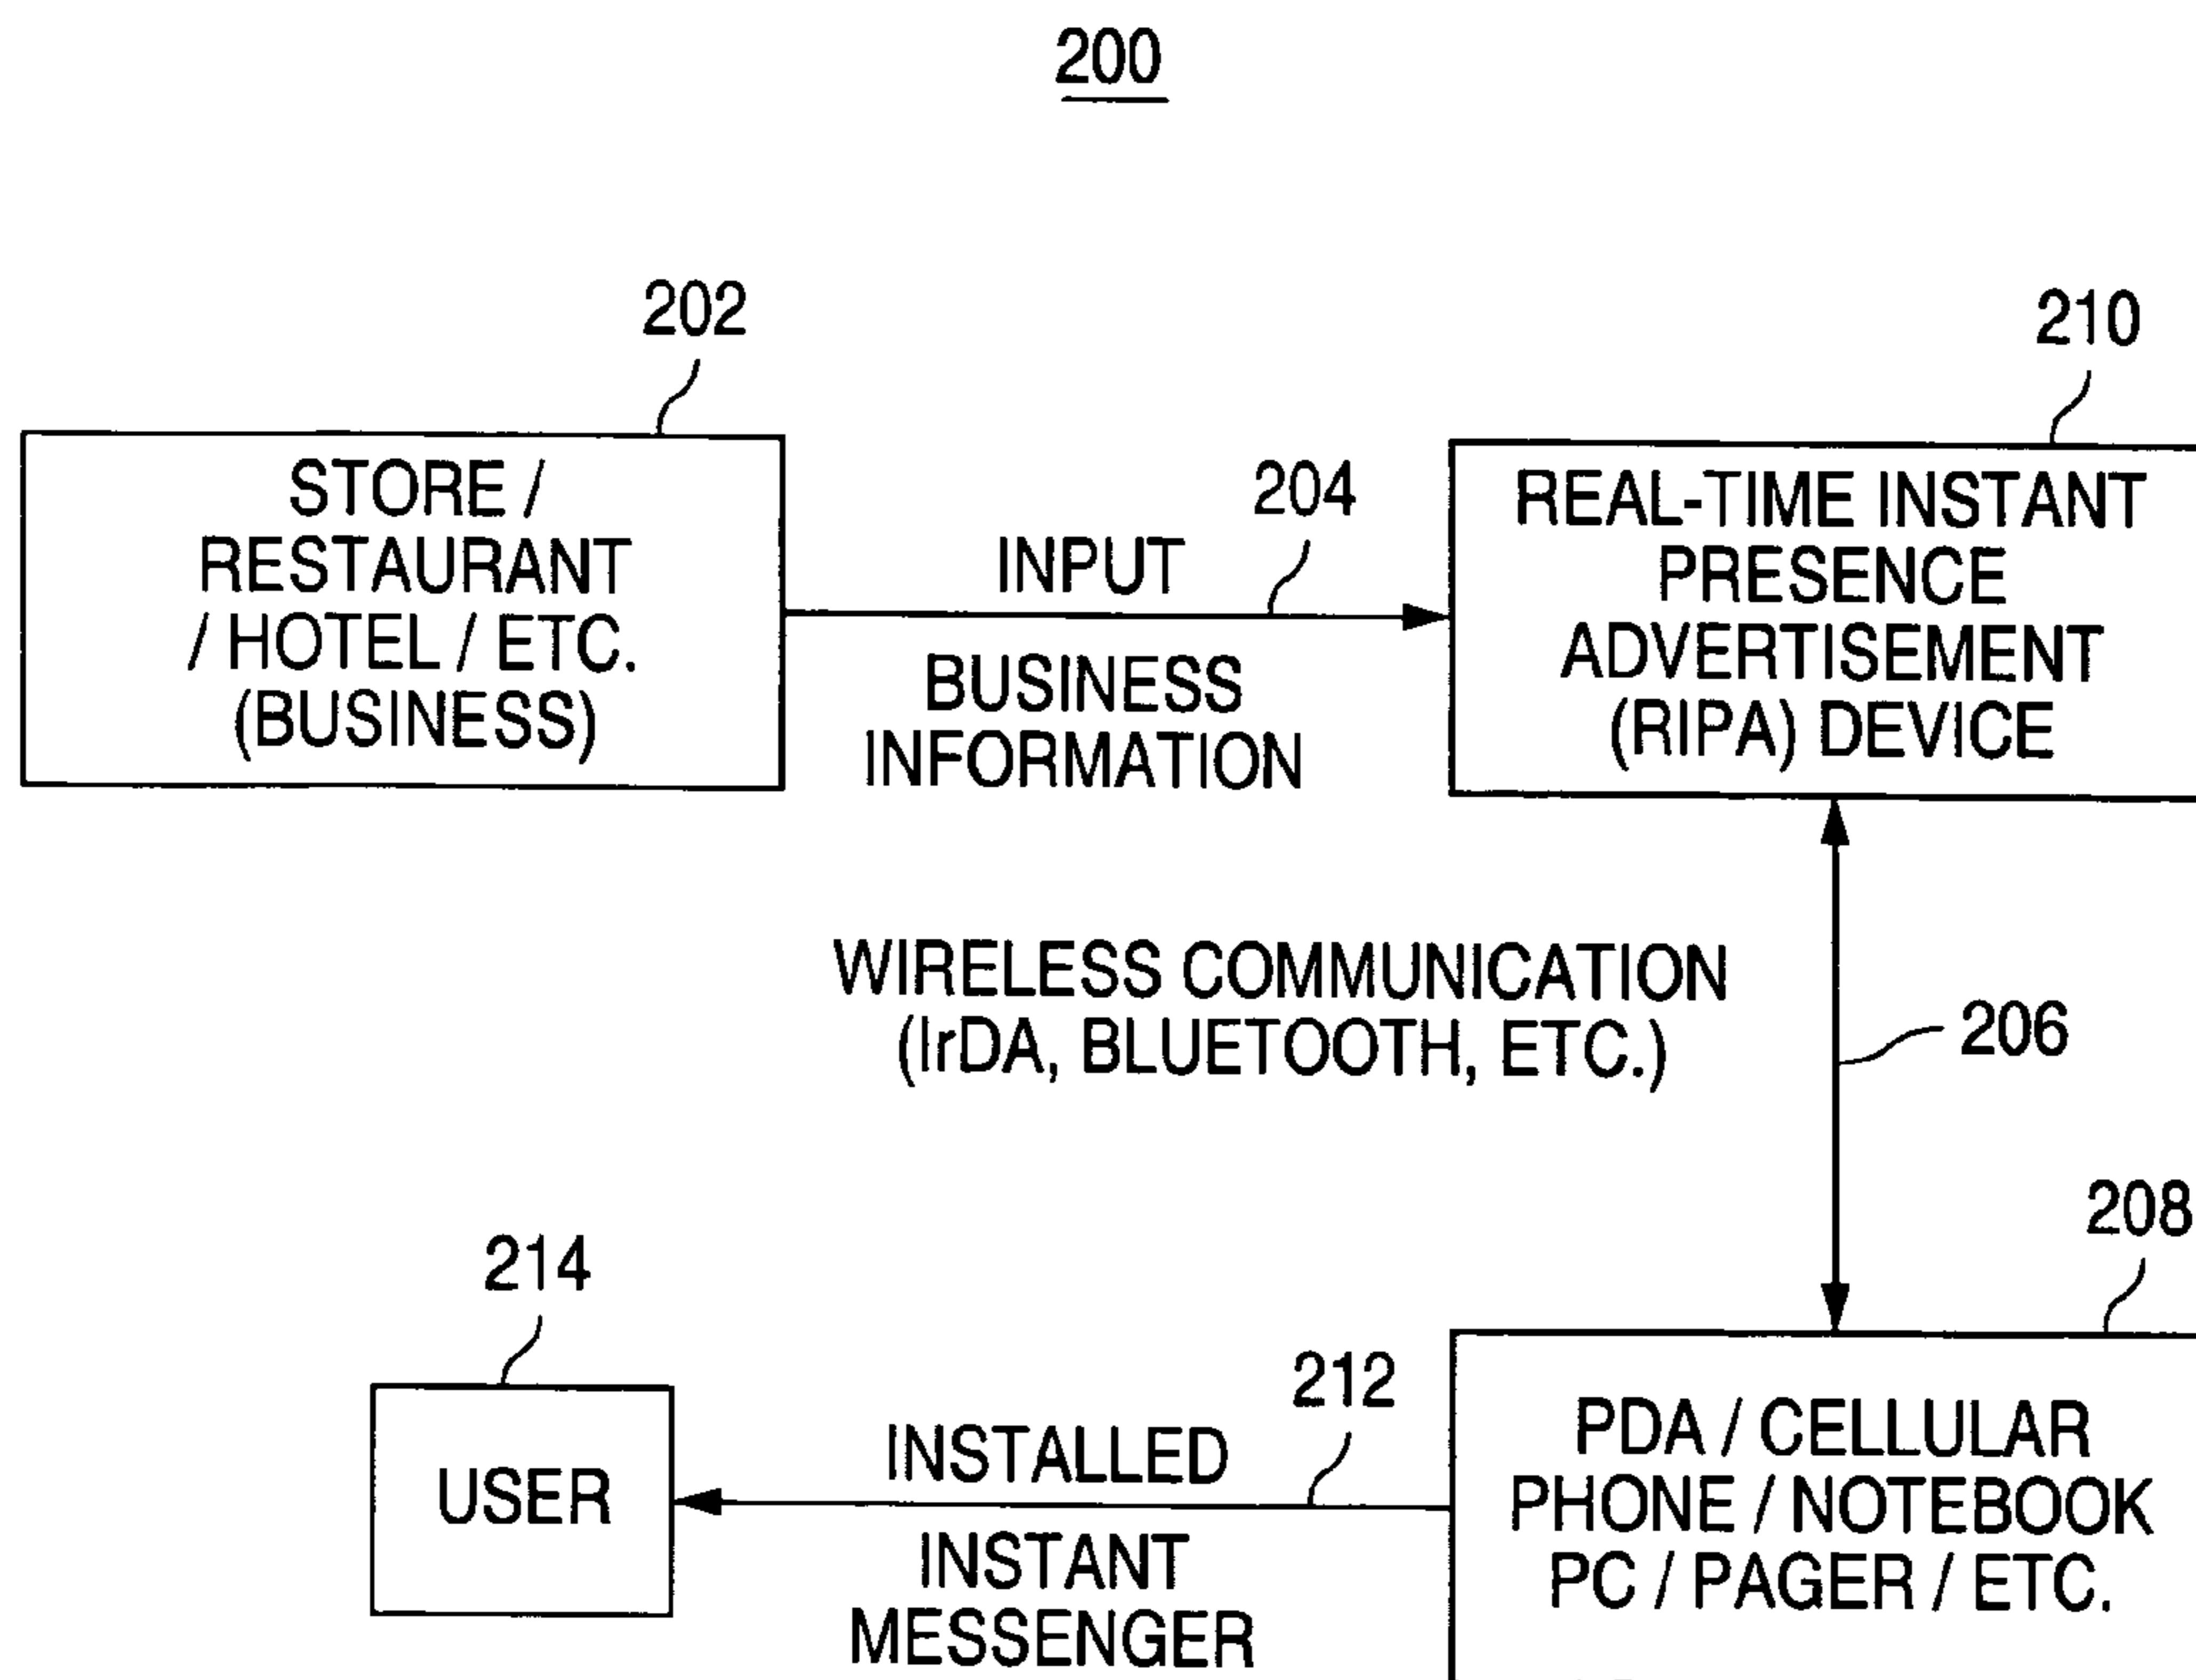 200
202
210
STORE /
RESTAURANT
/ HOTEL / ETC.
(BUSINESS)
204
INPUT
BUSINESS
INFORMATION
REAL-TIME INSTANT
PRESENCE
ADVERTISEMENT
(RIPA) DEVICE
WIRELESS COMMUNICATION
(IrDA, BLUETOOTH, ETC.)
206
208
214
212
USER
INSTALLED
INSTANT
MESSENGER
PDA / CELLULAR
PHONE / NOTEBOOK
PC / PAGER / ETC.